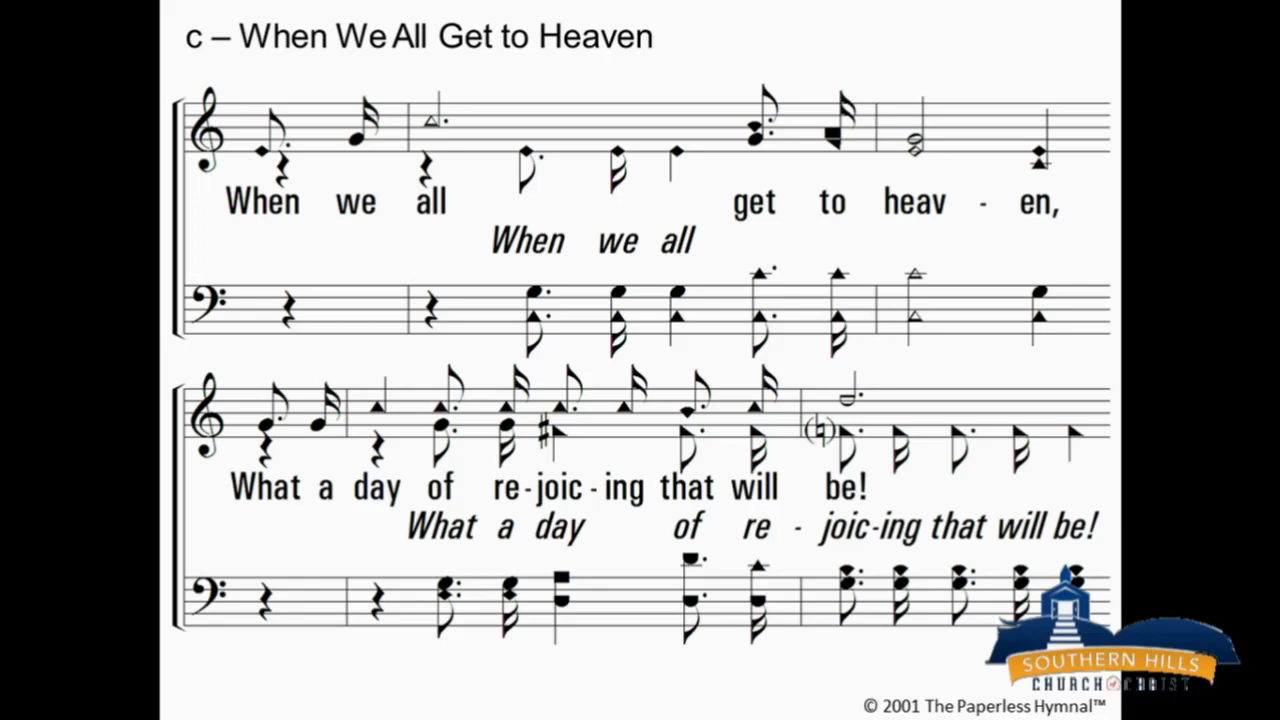 c – When We All Get to Heaven
When we all get to heav - en,
When we all
What a day of re - joic - ing that will be!
What a day of re - joic-ing that will be!
SOUTHERN HILLS
CHURCH OF CHRIST
© 2001 The Paperless Hymnal™